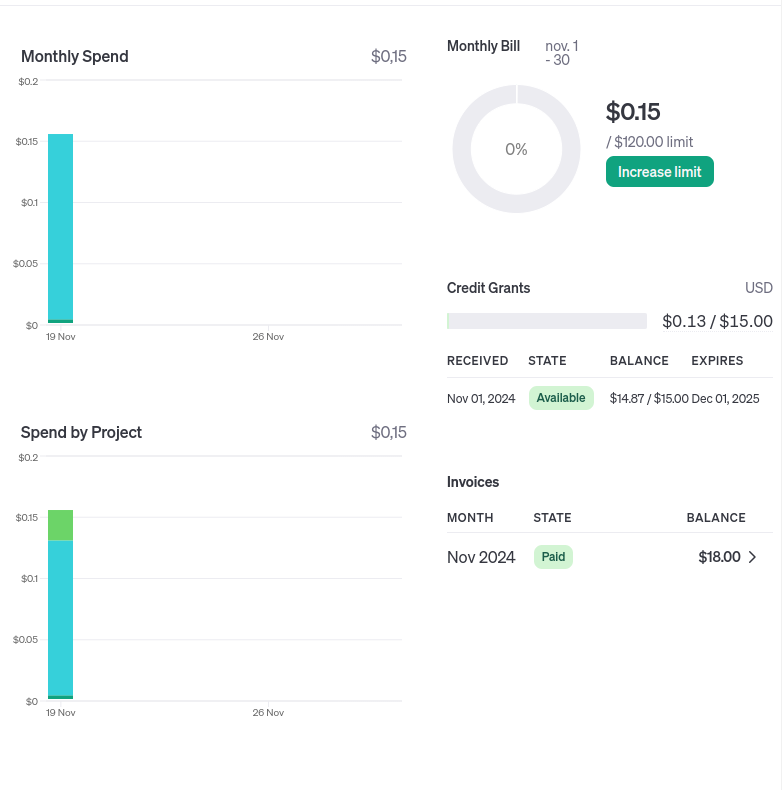 Monthly Spend $0,15
$0.2
$0.15
$0.1
$0.05
$0
19 Nov 26 Nov
Spend by Project $0,15
$0.2
$0.15
$0.1
$0.05
$0
19 Nov 26 Nov
Monthly Bill nov. 1
- 30
0%
$0.15
/ $120.00 limit
Increase limit
Credit Grants USD
$0.13 / $15.00
RECEIVED STATE BALANCE EXPIRES
Nov 01, 2024 Available $14.87 / $15.00 Dec 01, 2025
Invoices
MONTH STATE BALANCE
Nov 2024 Paid $18.00